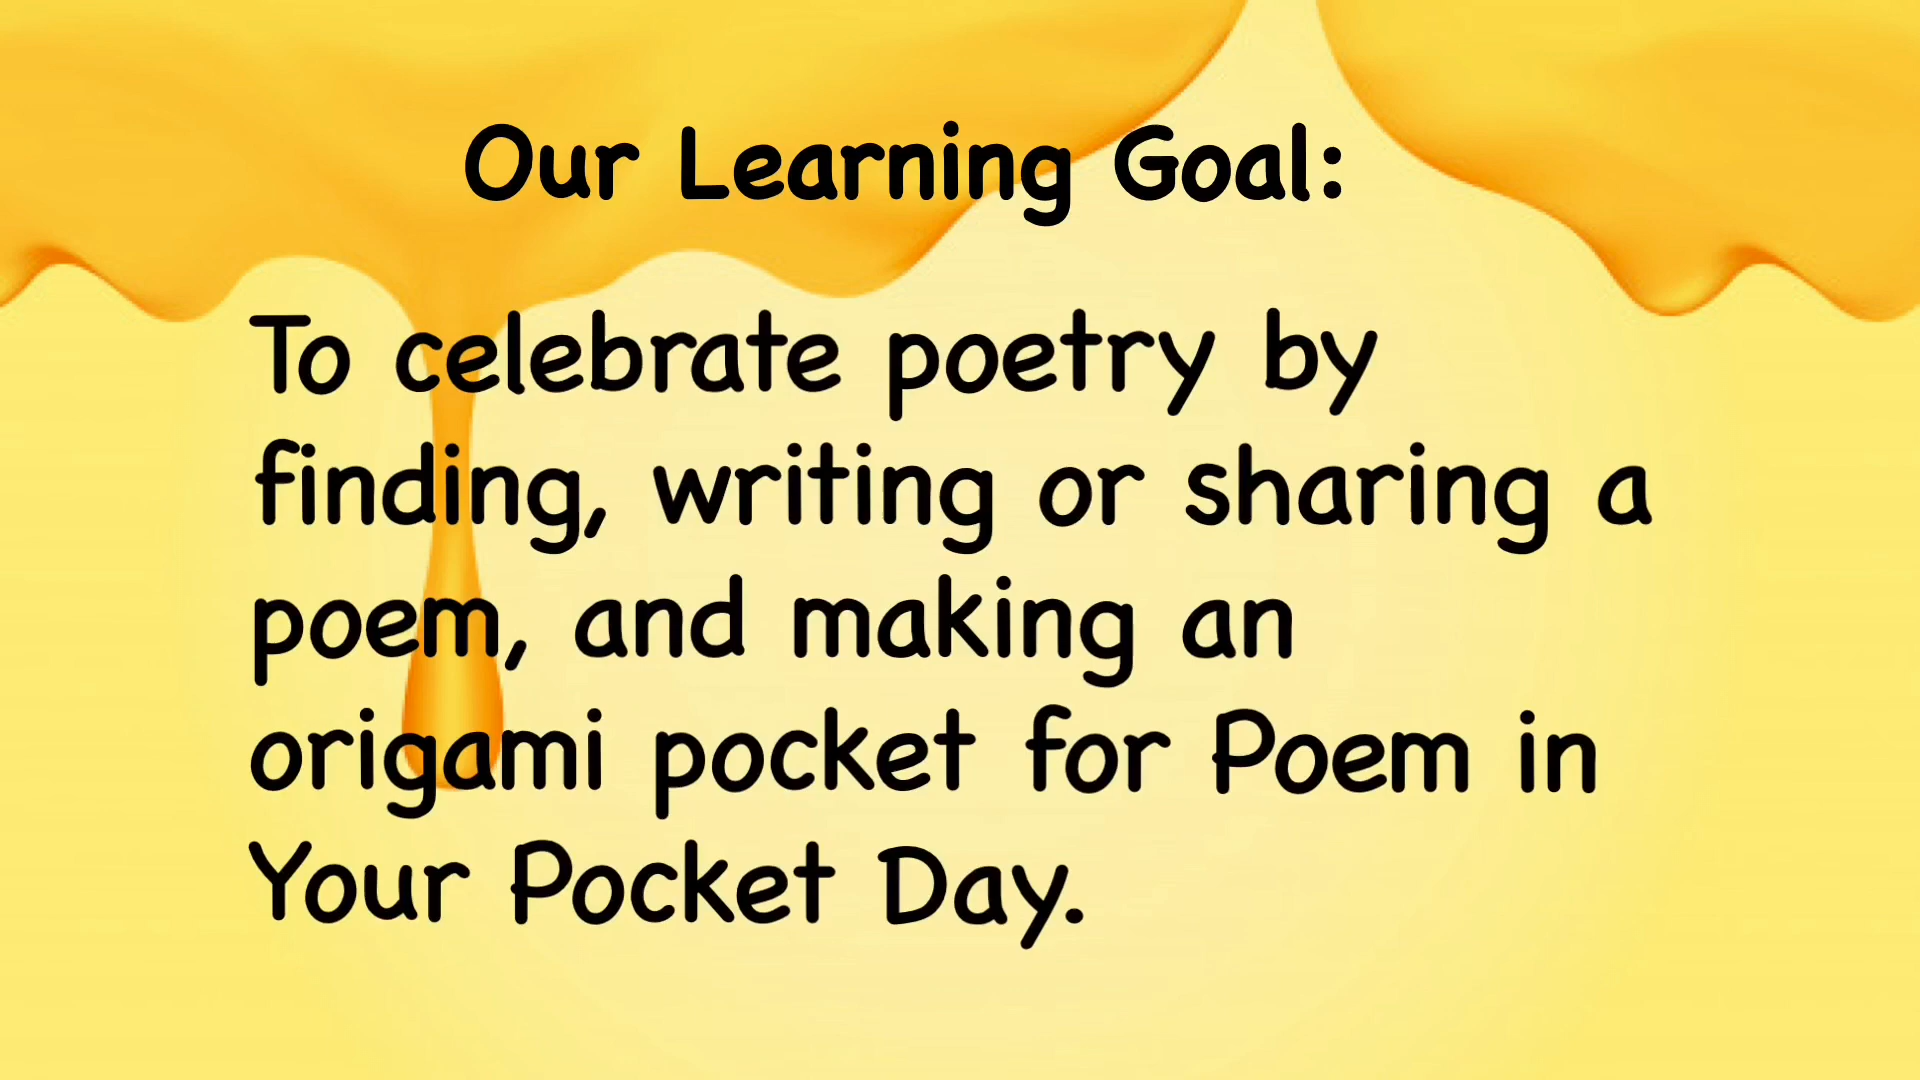 Our Learning Goal:
To celebrate poetry by
finding, writing or sharing a
poem, and making an
origami pocket for Poem in
Your Pocket Day.